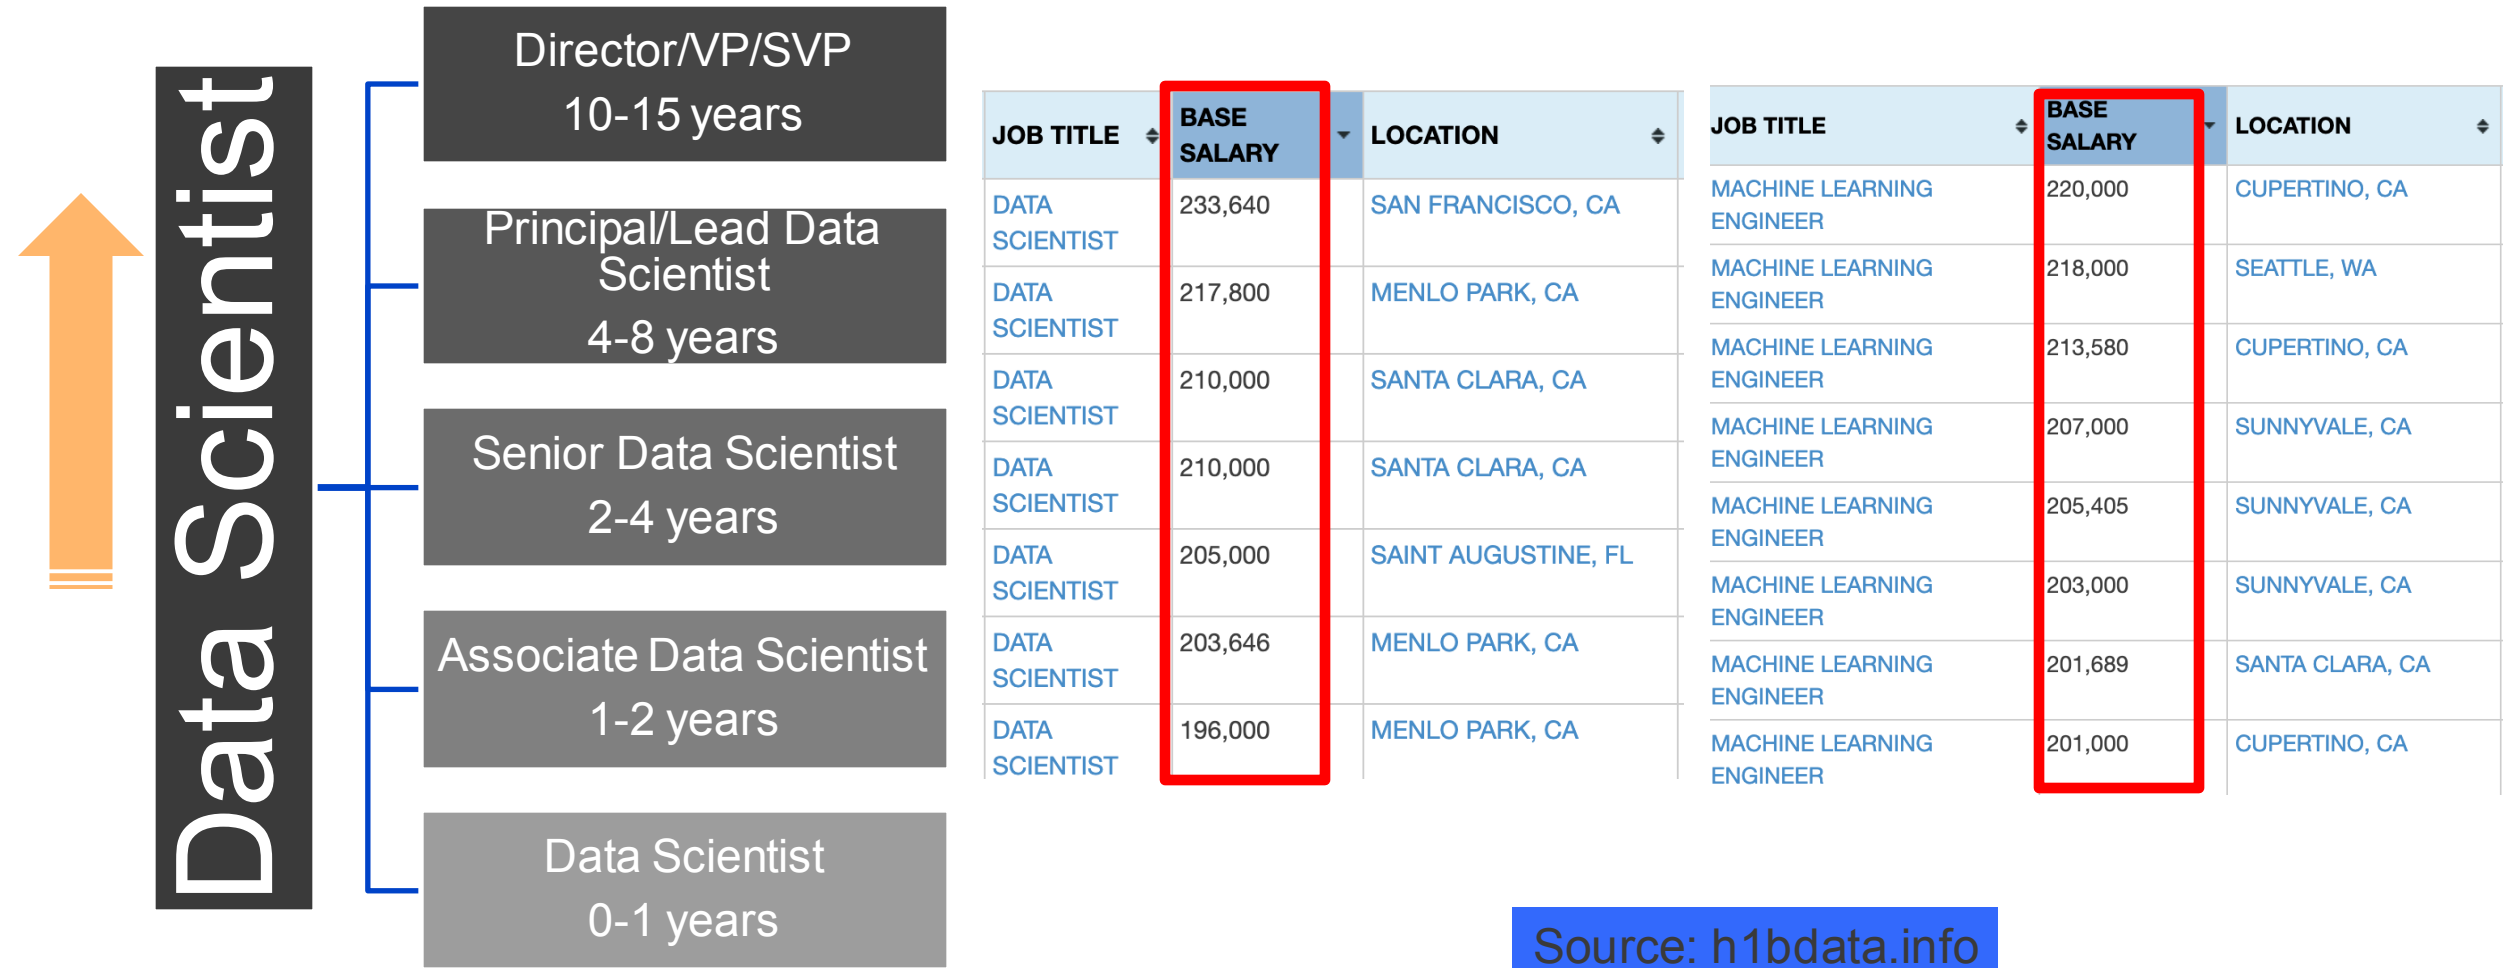 Data Scientist
Director/VP/SVP
10-15 years
Principal/Lead Data
Scientist
4-8 years
Senior Data Scientist
2-4 years
Associate Data Scientist
1-2 years
Data Scientist
0-1 years
JOB TITLE BASE SALARY LOCATION
DATA SCIENTIST 233,640 SAN FRANCISCO, CA
DATA SCIENTIST 217,800 MENLO PARK, CA
DATA SCIENTIST 210,000 SANTA CLARA, CA
DATA SCIENTIST 210,000 SANTA CLARA, CA
DATA SCIENTIST 205,000 SAINT AUGUSTINE, FL
DATA SCIENTIST 203,646 MENLO PARK, CA
DATA SCIENTIST 196,000 MENLO PARK, CA
JOB TITLE BASE SALARY LOCATION
MACHINE LEARNING ENGINEER 220,000 CUPERTINO, CA
MACHINE LEARNING ENGINEER 218,000 SEATTLE, WA
MACHINE LEARNING ENGINEER 213,580 CUPERTINO, CA
MACHINE LEARNING ENGINEER 207,000 SUNNYVALE, CA
MACHINE LEARNING ENGINEER 205,405 SUNNYVALE, CA
MACHINE LEARNING ENGINEER 203,000 SUNNYVALE, CA
MACHINE LEARNING ENGINEER 201,689 SANTA CLARA, CA
MACHINE LEARNING ENGINEER 201,000 CUPERTINO, CA
Source: h1bdata.info